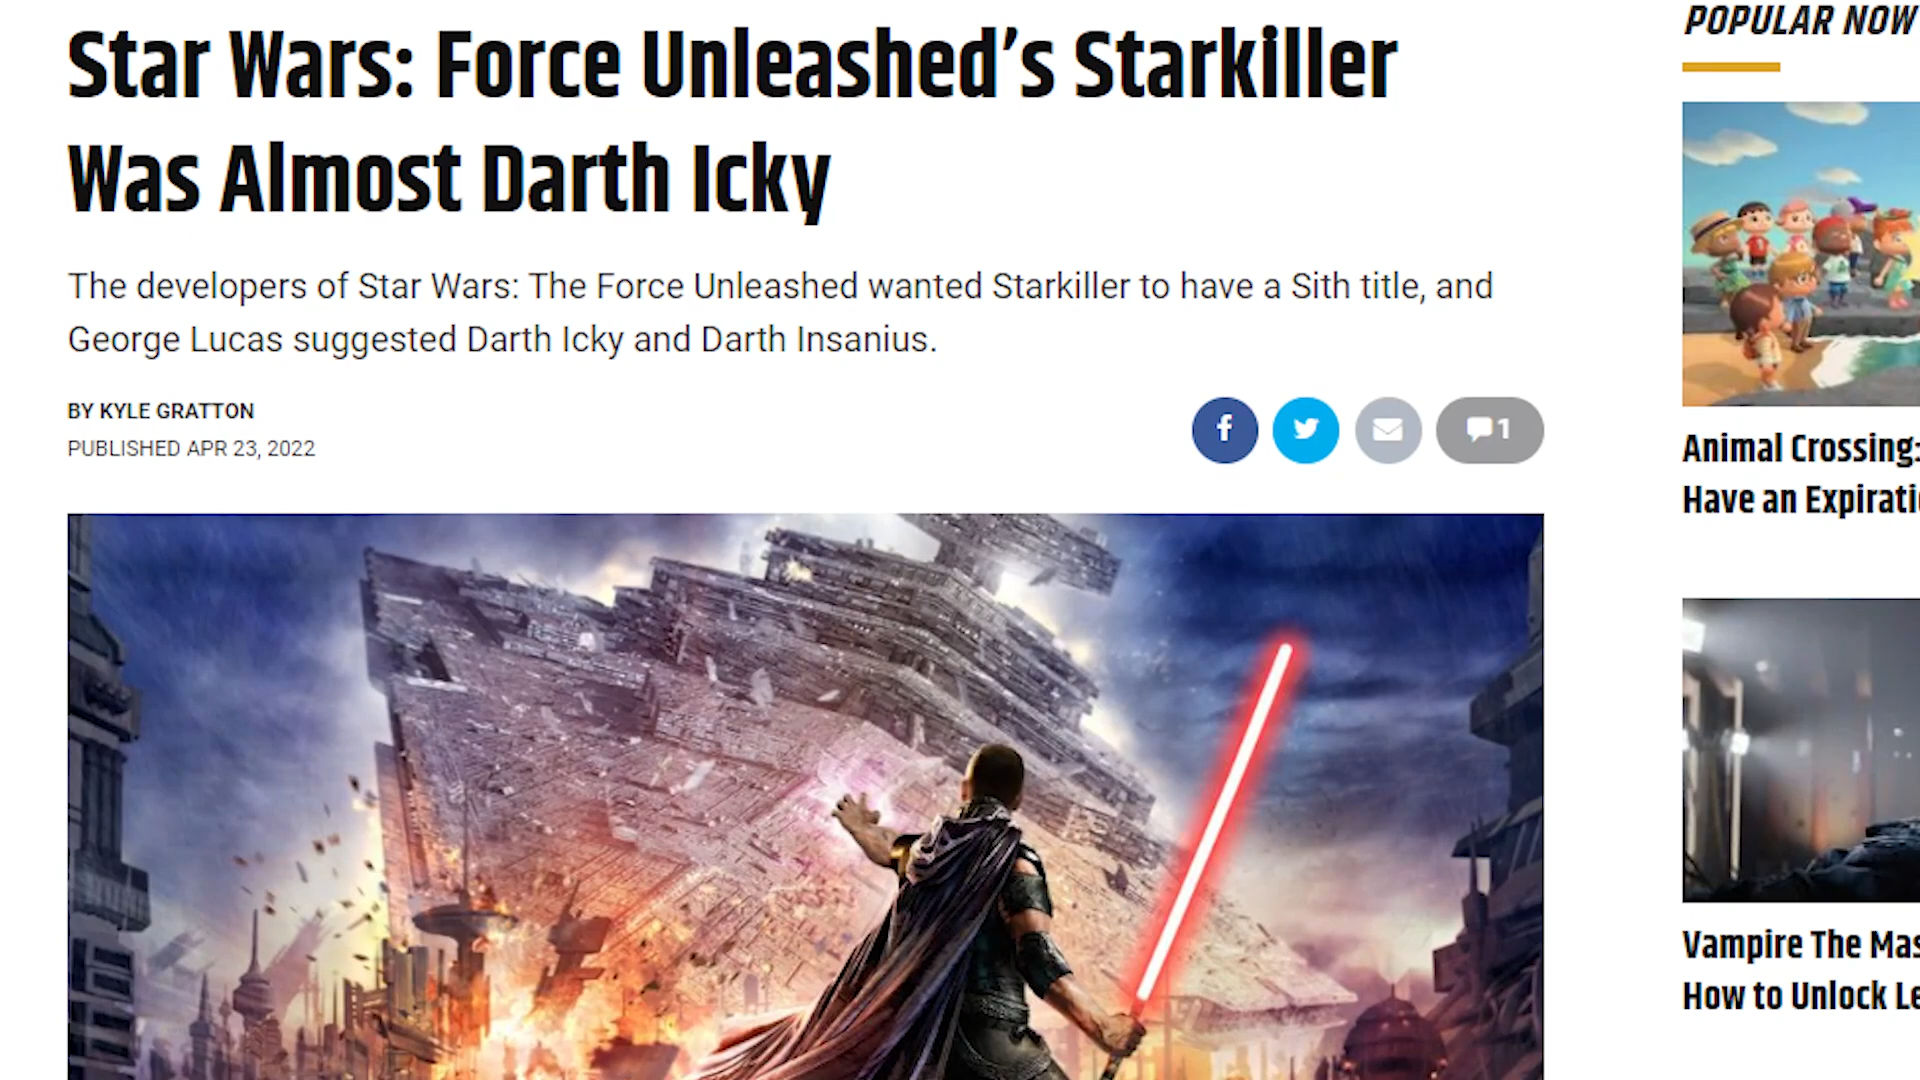 Star Wars: Force Unleashed’s Starkiller
Was Almost Darth Icky
The developers of Star Wars: The Force Unleashed wanted Starkiller to have a Sith title, and
George Lucas suggested Darth Icky and Darth Insanius.
BY KYLE GRATTON
PUBLISHED APR 23, 2022
f
1
POPULAR NOW
Animal Crossing:
Have an Expirati
Vampire The Mas
How to Unlock Le